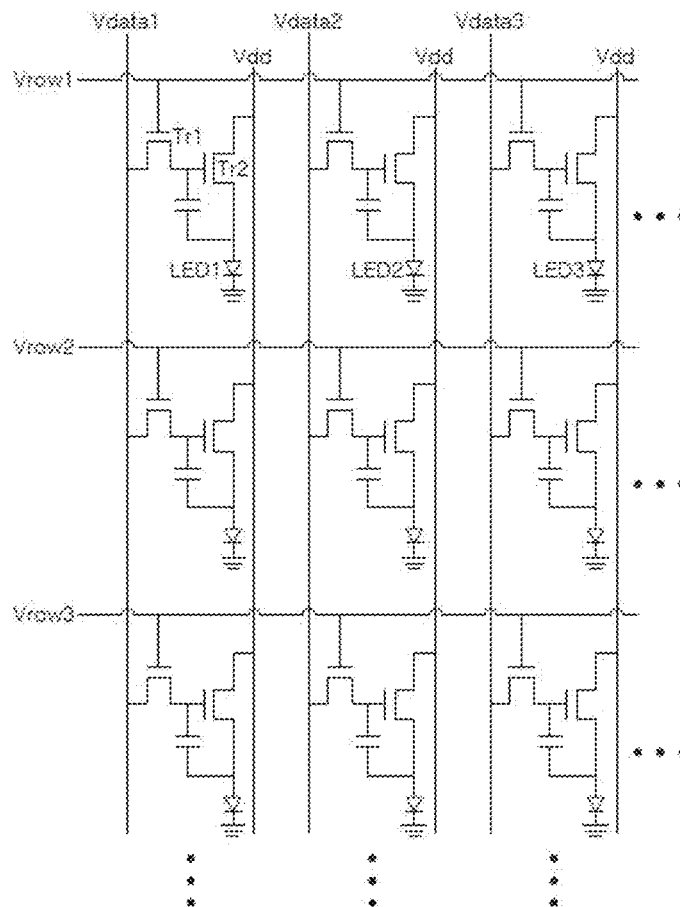 Vdata1 Vdata2 Vdata3
Vdd Vdd Vdd
Vrow1
Tr1
Tr2
LED1 LED2 LED3
Vrow2
Vrow3